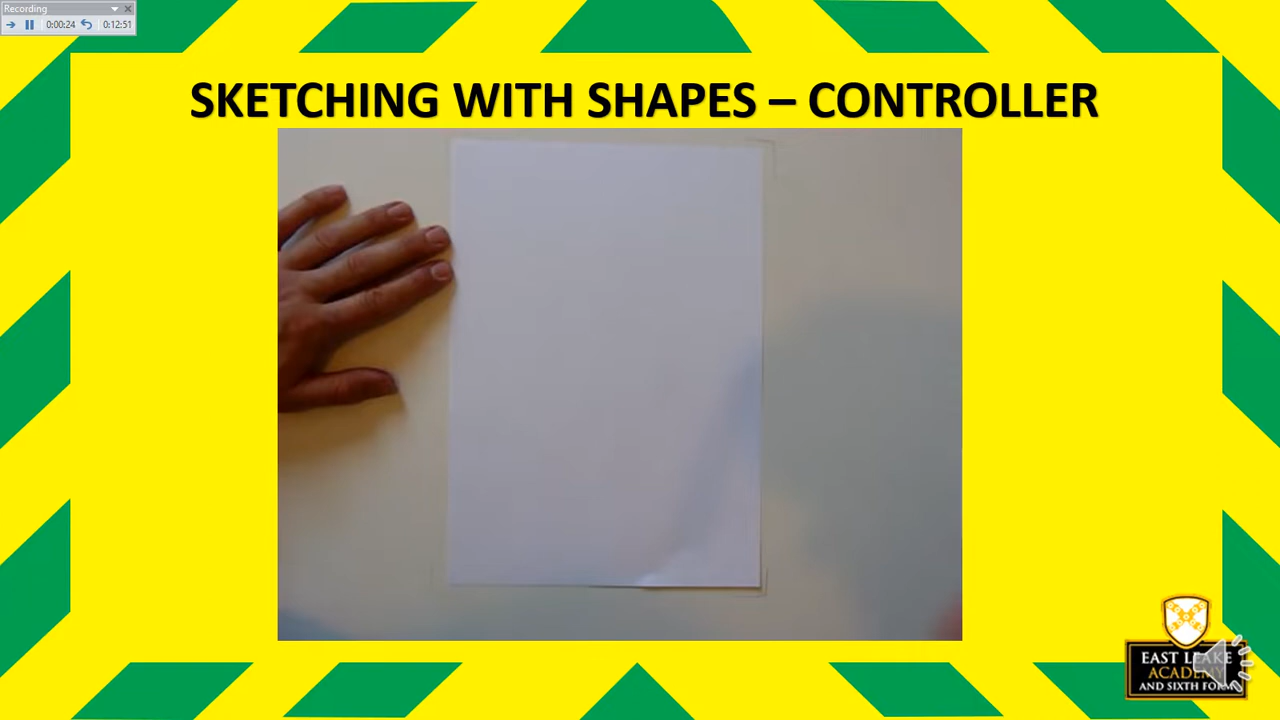 Recording
0:00:24
0:12:51
SKETCHING WITH SHAPES – CONTROLLER
EAST LEAKE
ACADEMY
AND SIXTH FORM